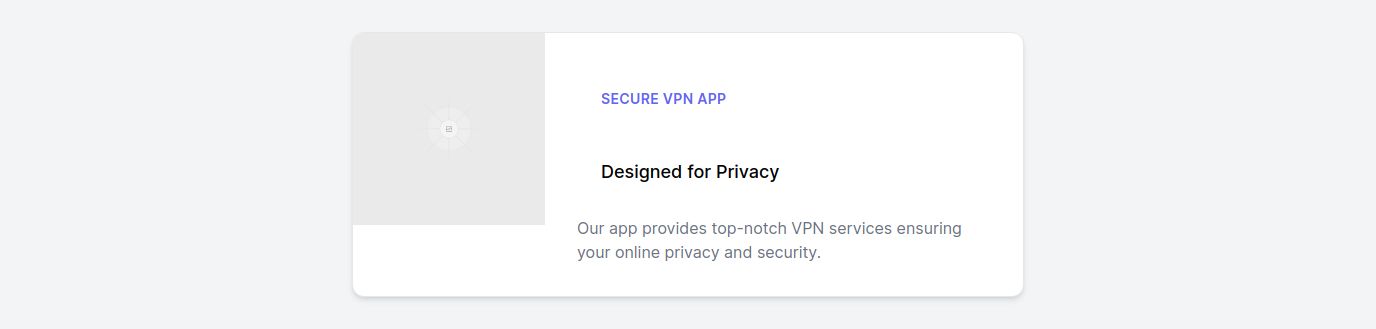 SECURE VPN APP
Designed for Privacy
Our app provides top-notch VPN services ensuring
your online privacy and security.